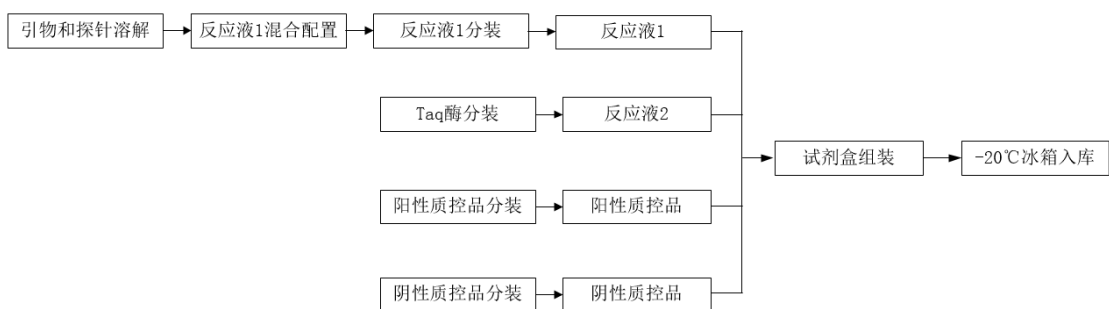 引物和探针溶解
反应液1混合配置
反应液1分装
反应液1
Taq酶分装
反应液2
试剂盒组装
-20℃冰箱入库
阳性质控品分装
阳性质控品
阴性质控品分装
阴性质控品